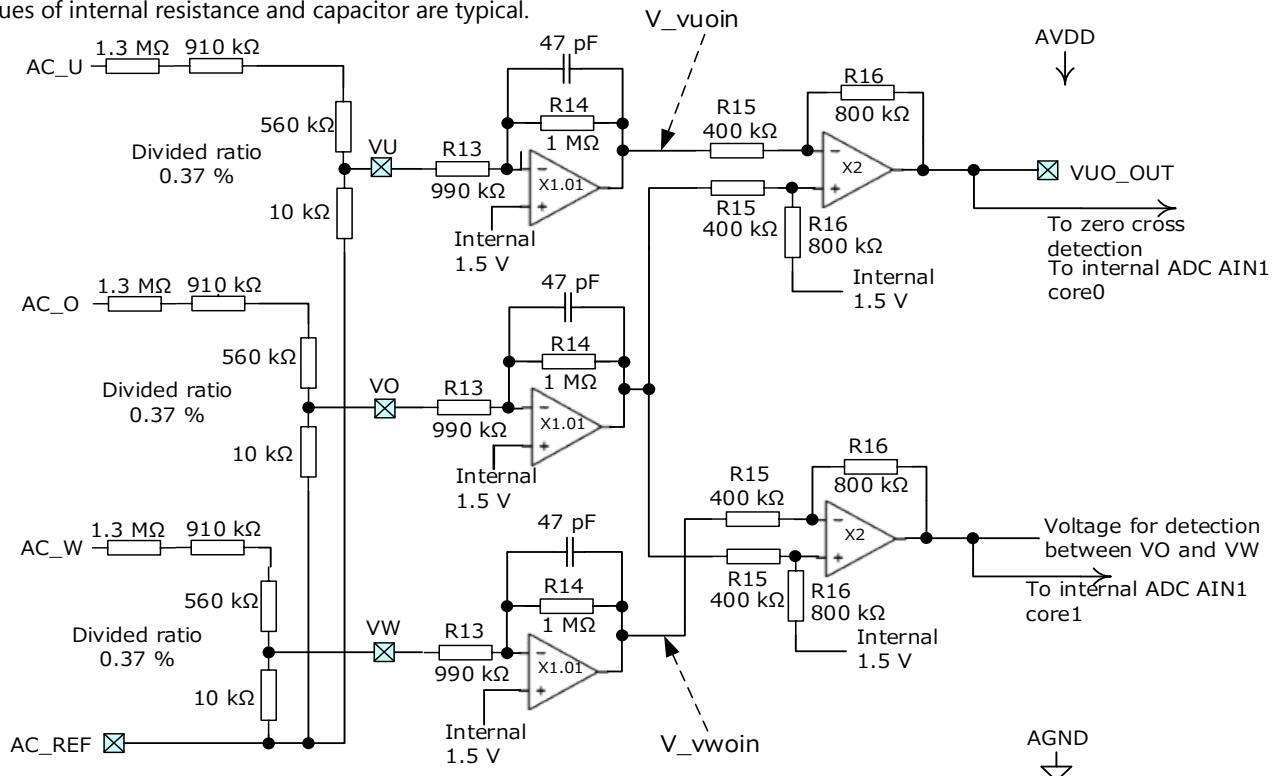 ues of internal resistance and capacitor are typical.
V_vuoin
1.3 MΩ 910 kΩ
47 pF
AVDD
AC_U
R14
1 MΩ
R15
400 kΩ
R16
800 kΩ
560 kΩ
Divided ratio
0.37 %
VU
R13
990 kΩ
X1.01
X2
VUO_OUT
10 kΩ
Internal
1.5 V
R15
400 kΩ
R16
800 kΩ
To zero cross
detection
To internal ADC AIN1
core0
Internal
1.5 V
1.3 MΩ 910 kΩ
47 pF
AC_O
R14
1 MΩ
560 kΩ
Divided ratio
0.37 %
VO
R13
990 kΩ
X1.01
10 kΩ
Internal
1.5 V
R15
400 kΩ
R16
800 kΩ
1.3 MΩ 910 kΩ
47 pF
AC_W
X2
Voltage for detection
between VO and VW
R14
1 MΩ
R15
400 kΩ
R16
800 kΩ
To internal ADC AIN1
core1
560 kΩ
Divided ratio
0.37 %
VW
R13
990 kΩ
X1.01
Internal
1.5 V
10 kΩ
Internal
1.5 V
AC_REF
V_vwoin
AGND